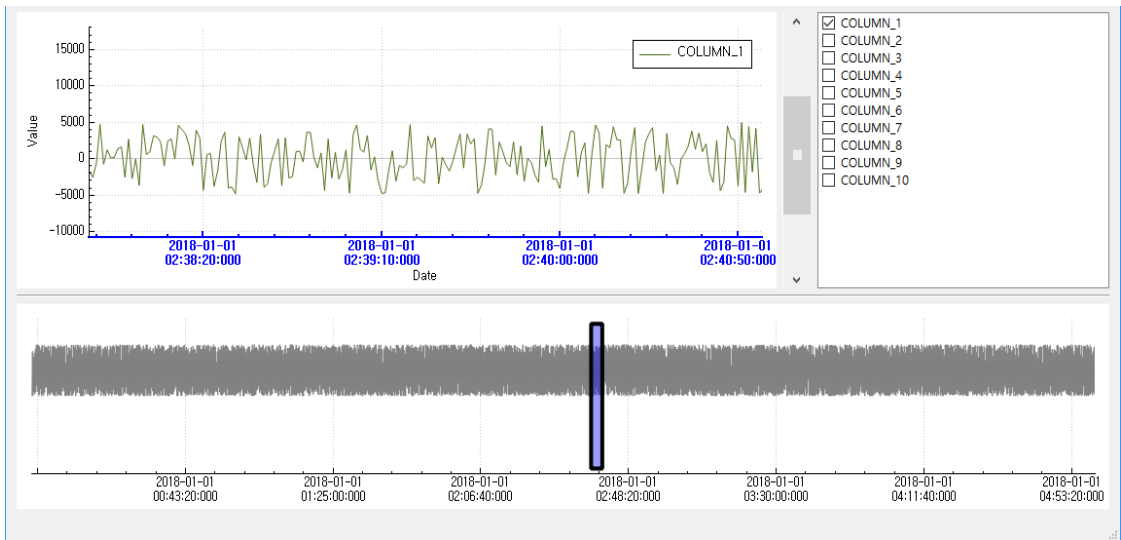 15000
10000
5000
0
-5000
-10000
Value
COLUMN_1
2018-01-01
02:38:20:000
2018-01-01
02:39:10:000
2018-01-01
02:40:00:000
2018-01-01
02:40:50:000
Date
COLUMN_1
COLUMN_2
COLUMN_3
COLUMN_4
COLUMN_5
COLUMN_6
COLUMN_7
COLUMN_8
COLUMN_9
COLUMN_10
2018-01-01
00:43:20:000
2018-01-01
01:25:00:000
2018-01-01
02:06:40:000
2018-01-01
02:48:20:000
2018-01-01
03:30:00:000
2018-01-01
04:11:40:000
2018-01-01
04:53:20:000